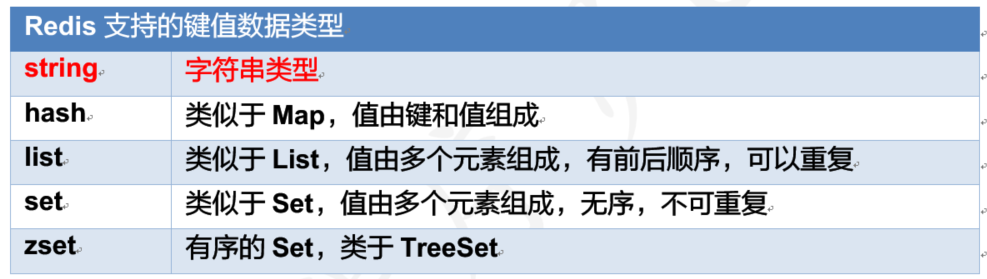 Redis 支持的键值数据类型
string 字符串类型
hash 类似于 Map，值由键和值组成
list 类似于 List，值由多个元素组成，有前后顺序，可以重复
set 类似于 Set，值由多个元素组成，无序，不可重复
zset 有序的 Set，类于 TreeSet